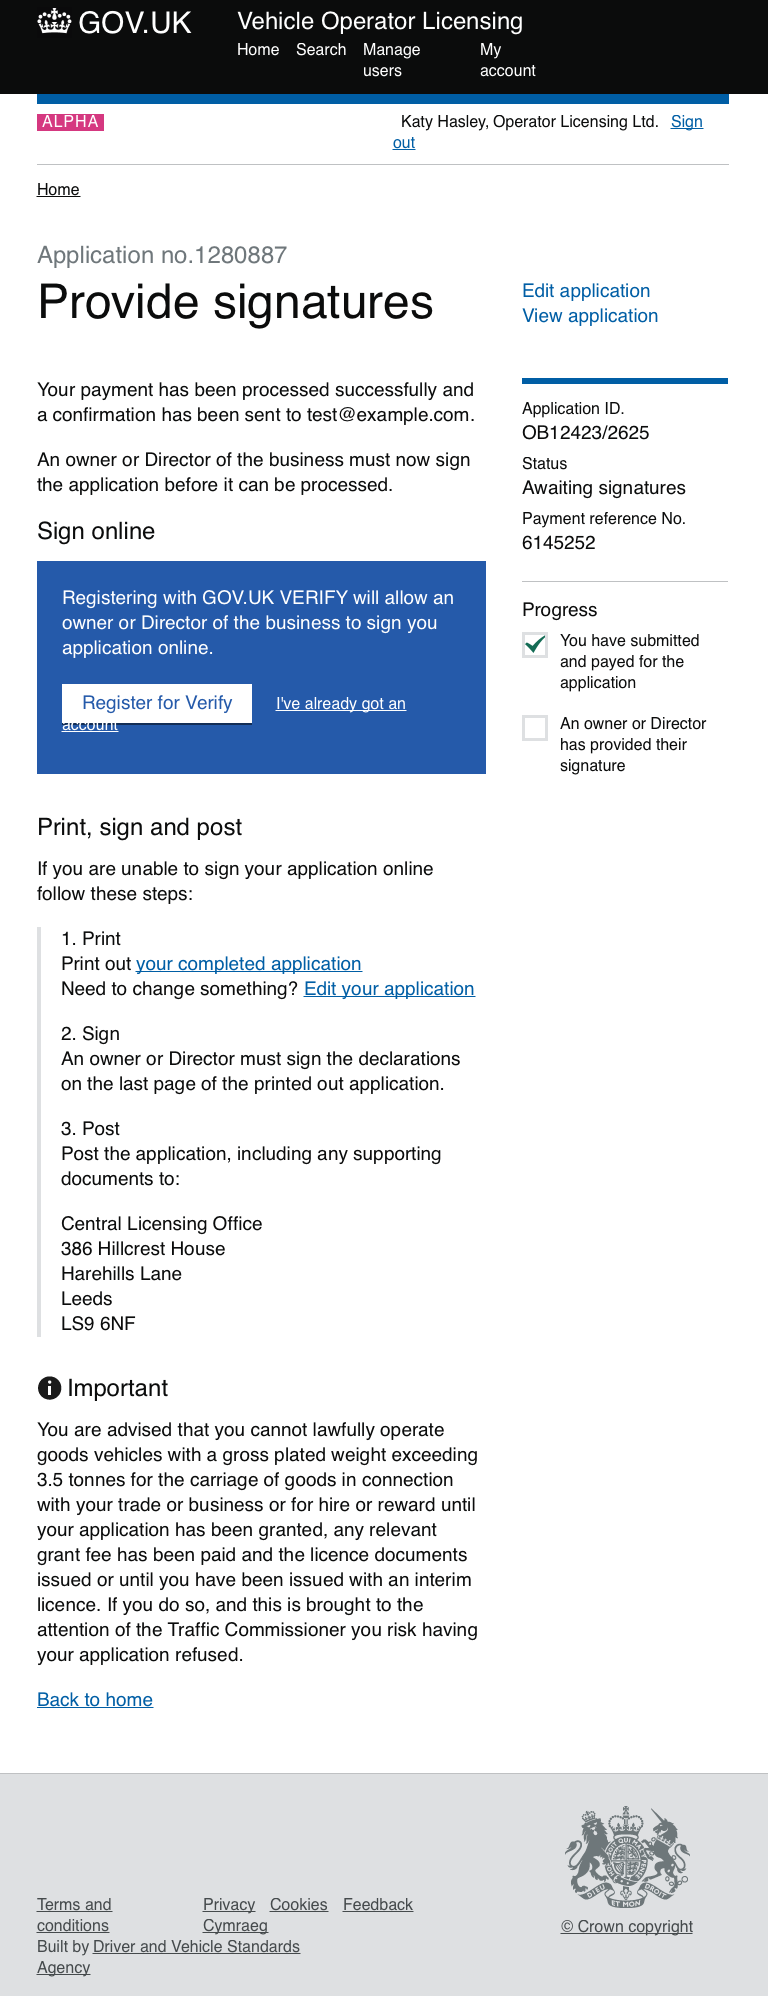 GOV.UK
Vehicle Operator Licensing
Home Search Manage users My account
ALPHA
Katy Hasley, Operator Licensing Ltd. Sign
out
Home
Application no.1280887
Provide signatures
Your payment has been processed successfully and
a confirmation has been sent to test@example.com.
An owner or Director of the business must now sign
the application before it can be processed.
Sign online
Registering with GOV.UK VERIFY will allow an
owner or Director of the business to sign you
application online.
Register for Verify I've already got an
account
Print, sign and post
If you are unable to sign your application online
follow these steps:
1. Print
Print out your completed application
Need to change something? Edit your application
2. Sign
An owner or Director must sign the declarations
on the last page of the printed out application.
3. Post
Post the application, including any supporting
documents to:
Central Licensing Office
386 Hillcrest House
Harehills Lane
Leeds
LS9 6NF
Important
You are advised that you cannot lawfully operate
goods vehicles with a gross plated weight exceeding
3.5 tonnes for the carriage of goods in connection
with your trade or business or for hire or reward until
your application has been granted, any relevant
grant fee has been paid and the licence documents
issued or until you have been issued with an interim
licence. If you do so, and this is brought to the
attention of the Traffic Commissioner you risk having
your application refused.
Back to home
Edit application
View application
Application ID.
OB12423/2625
Status
Awaiting signatures
Payment reference No.
6145252
Progress
You have submitted
and payed for the
application
An owner or Director
has provided their
signature
Terms and
conditions
Privacy Cookies Feedback
Cymraeg
Built by Driver and Vehicle Standards
Agency
© Crown copyright